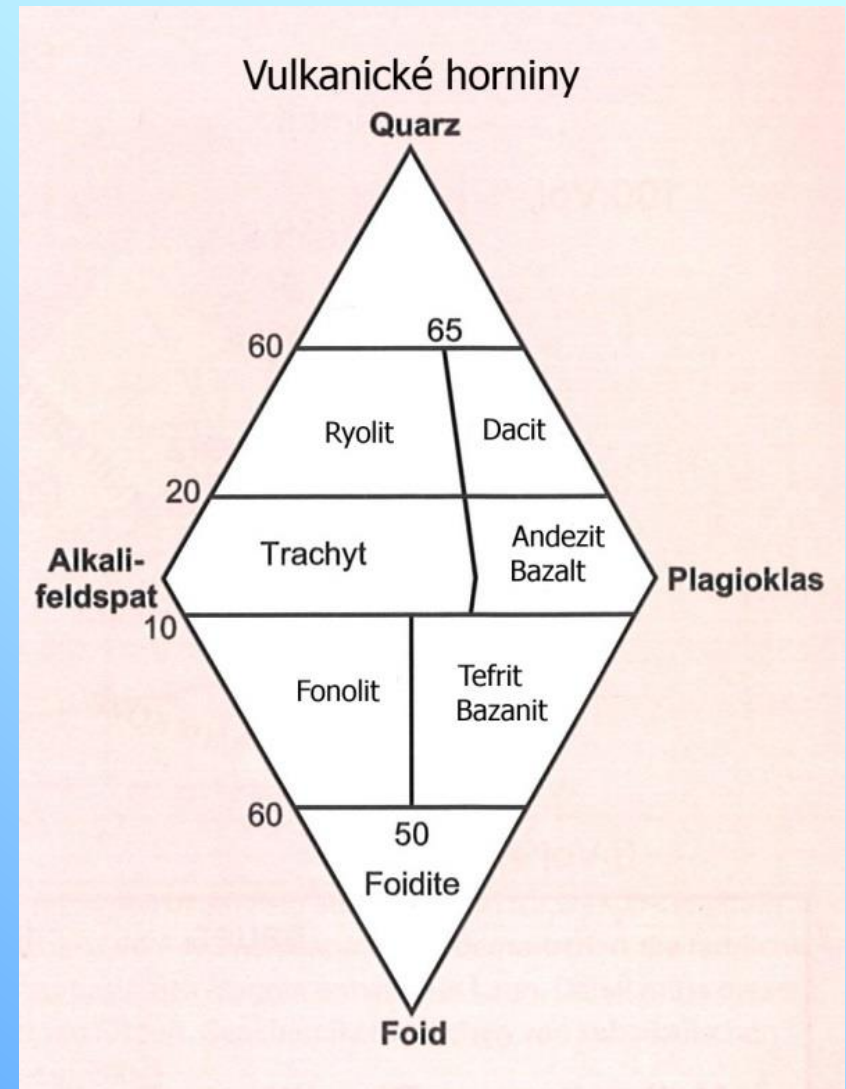 Vulkanické horniny
Quarz
65
60
Ryolit
Dacit
20
Trachyt
Andezit
Bazalt
Alkali-
feldspat
Plagioklas
10
Fonolit
Tefrit
Bazanit
60
50
Foidite
Foid